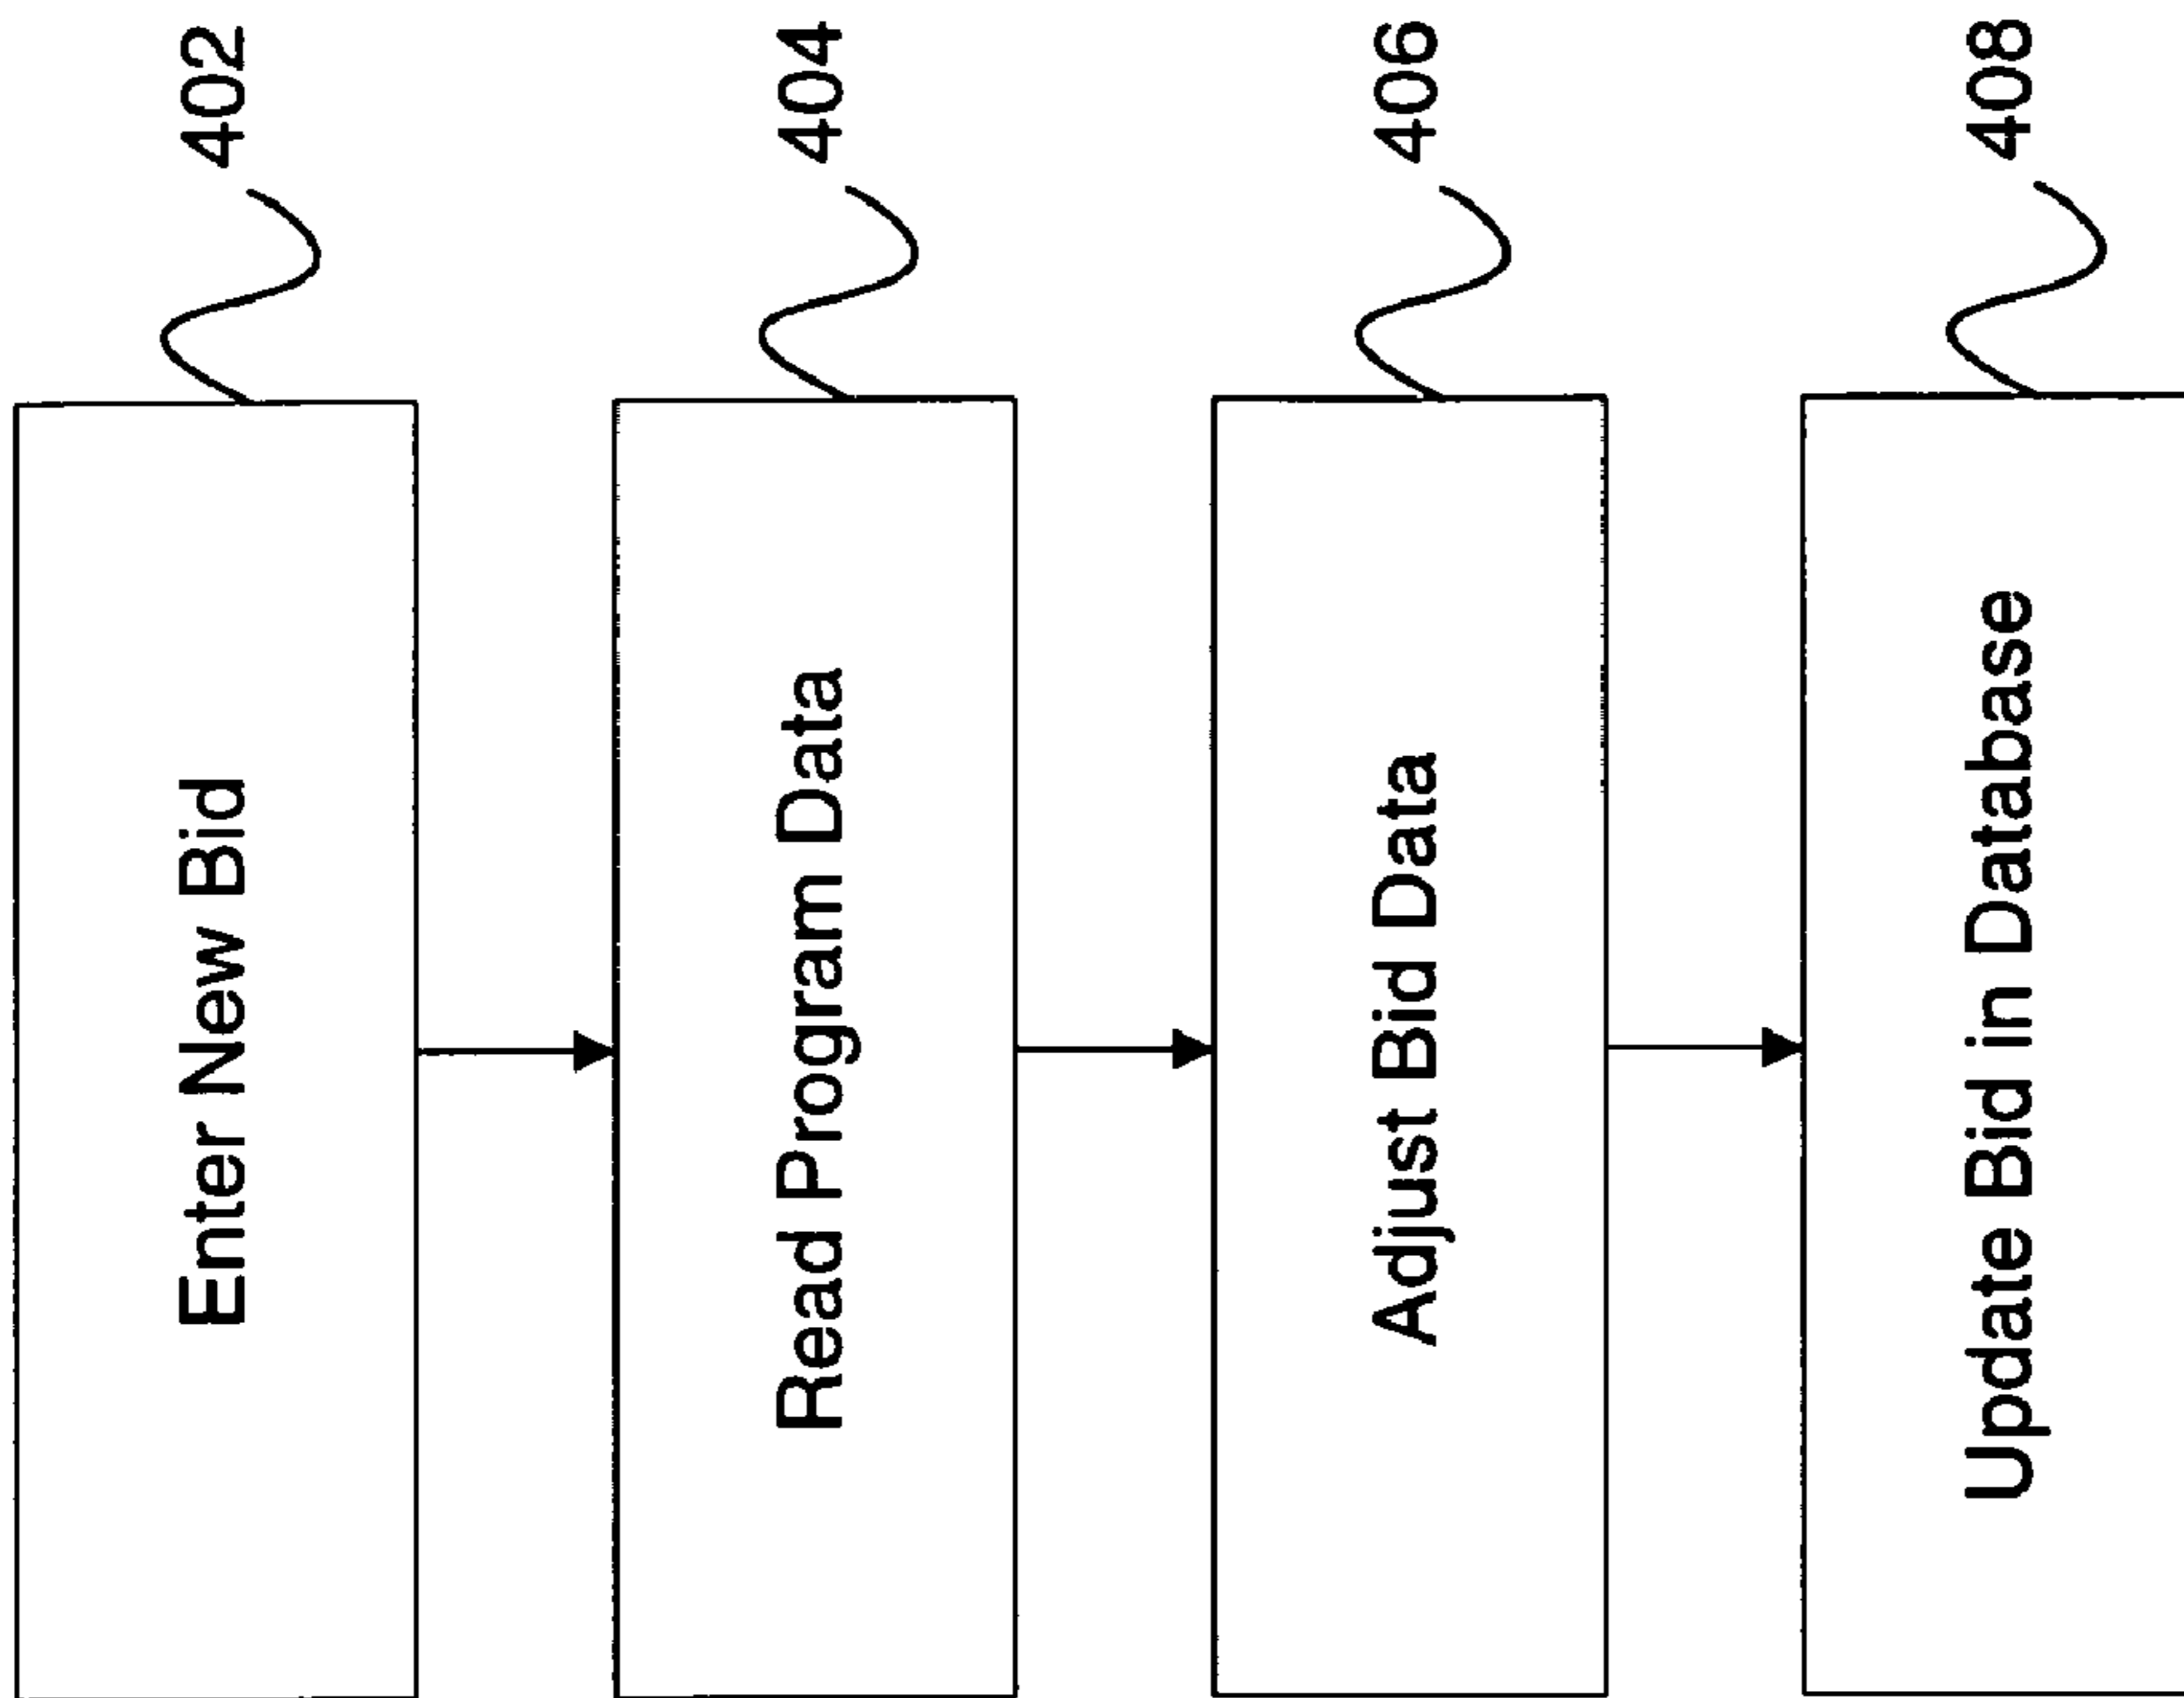 Enter New Bid
402
Read Program Data
404
Adjust Bid Data
406
Update Bid in Database
408